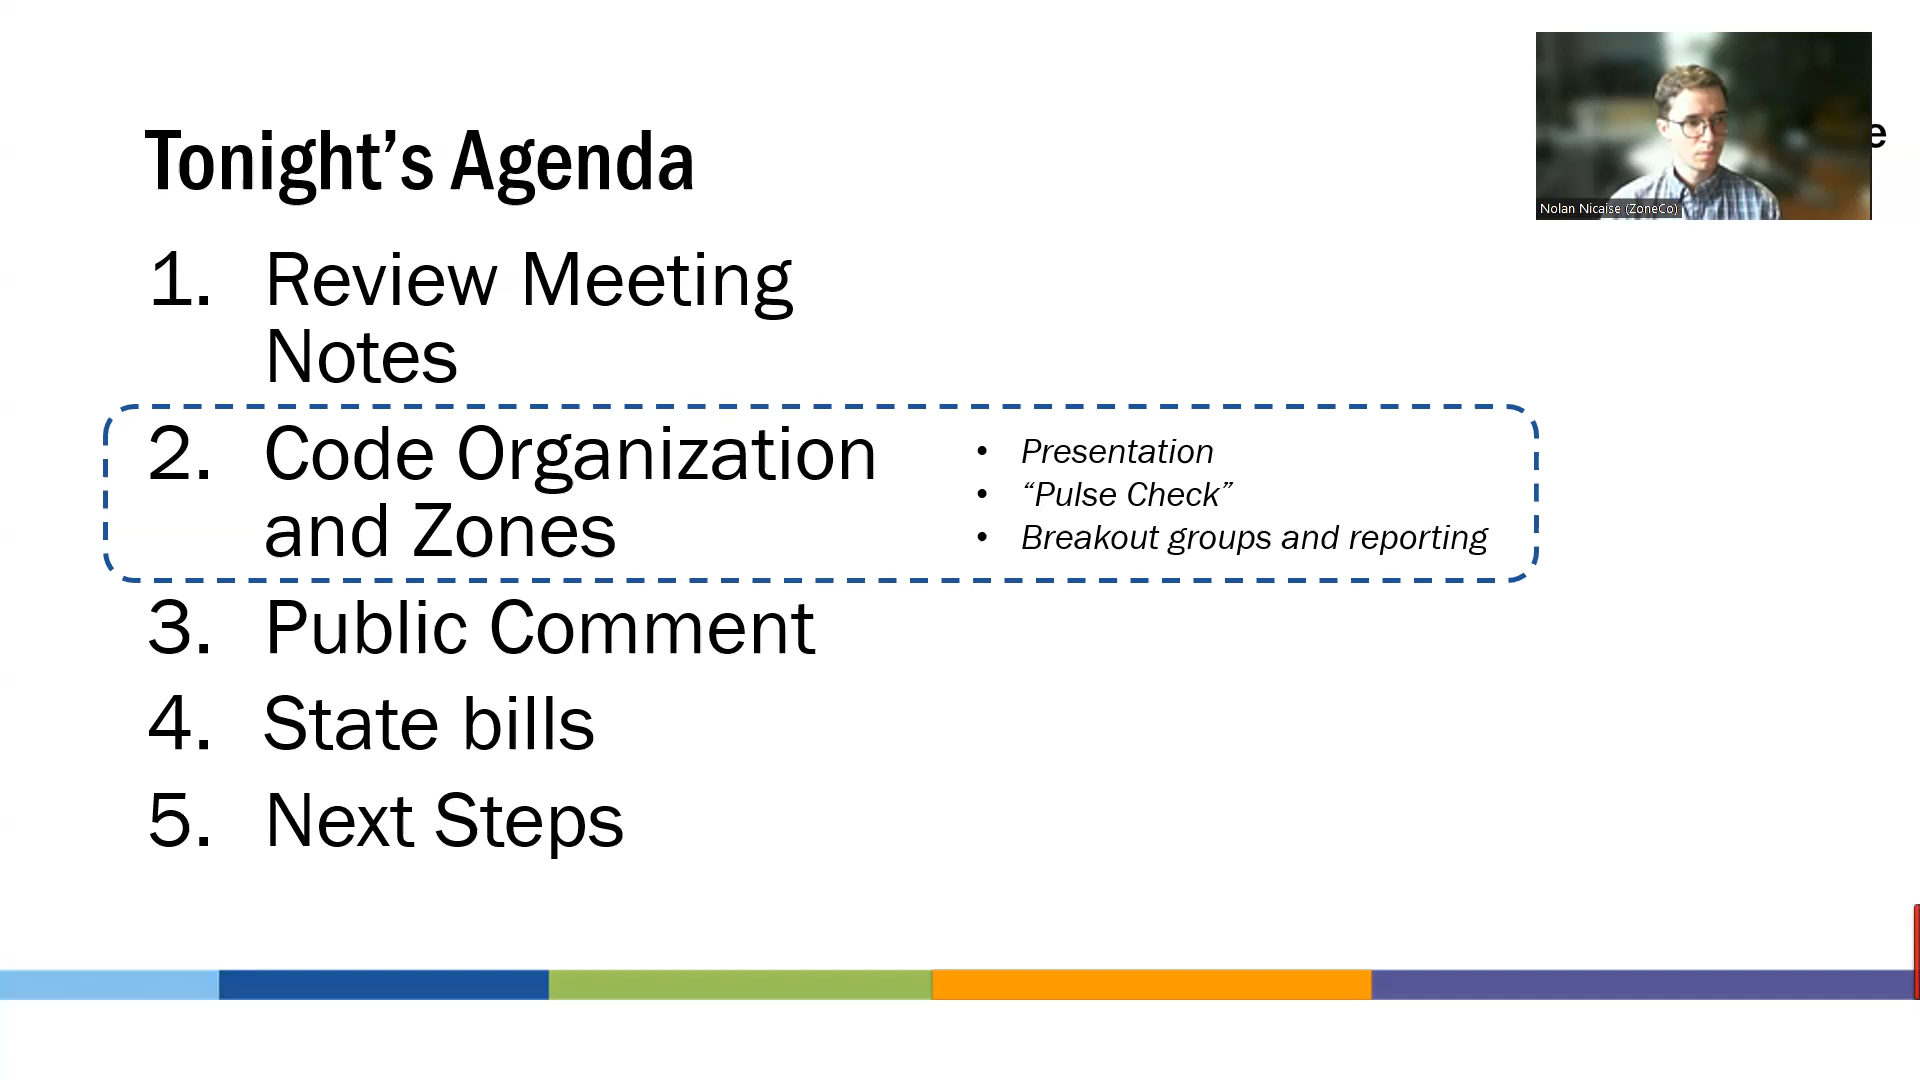 Tonight’s Agenda
1. Review Meeting
Notes
2. Code Organization
and Zones
• Presentation
• “Pulse Check”
• Breakout groups and reporting
3. Public Comment
4. State bills
5. Next Steps
Nolan Nicaise (ZoneCo)
e